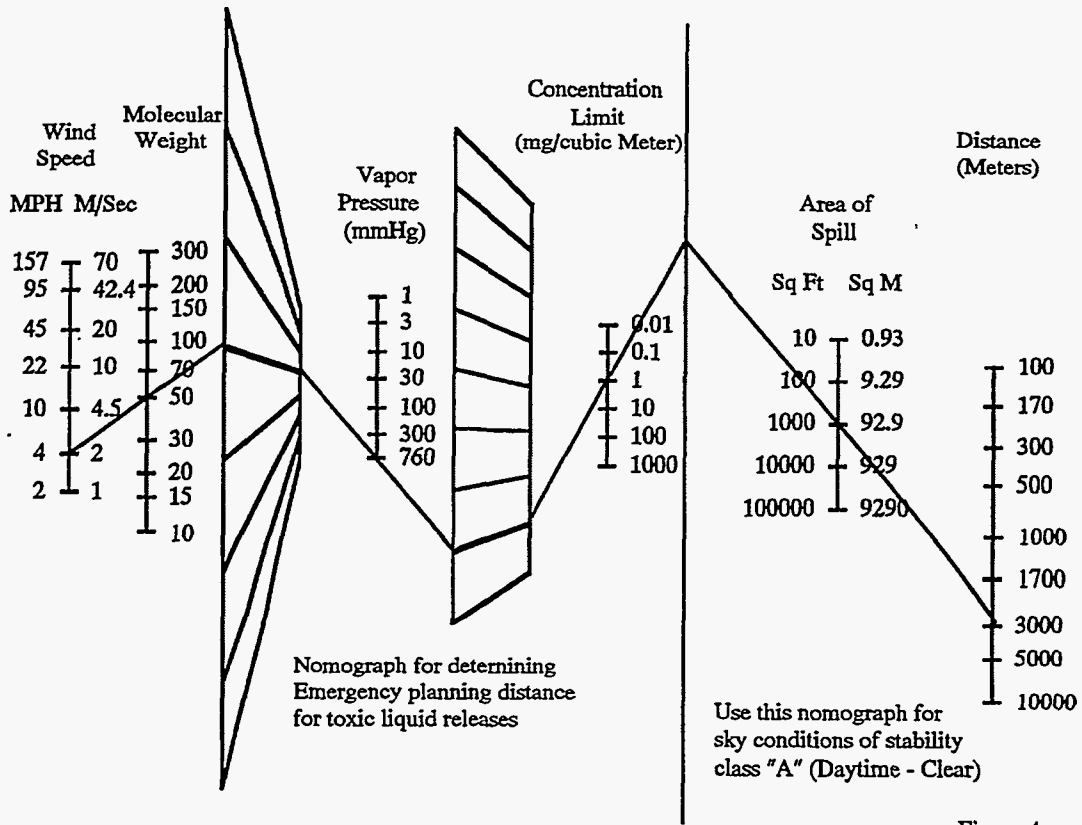 Wind
Speed
MPH M/Sec
157 70
95 42.4
45 20
22 10
10 4.5
4 2
2 1
Molecular
Weight
300
200
150
100
70
50
30
20
15
10
Vapor
Pressure
(mmHg)
1
3
10
30
100
300
760
Concentration
Limit
(mg/cubic Meter)
0.01
0.1
1
10
100
1000
Area of
Spill
Sq Ft Sq M
10 0.93
100 9.29
1000 92.9
10000 929
100000 9290
Distance
(Meters)
100
170
300
500
1000
1700
3000
5000
10000
Nomograph for deternining
Emergency planning distance
for toxic liquid releases
Use this nomograph for
sky conditions of stability
class "A" (Daytime - Clear)